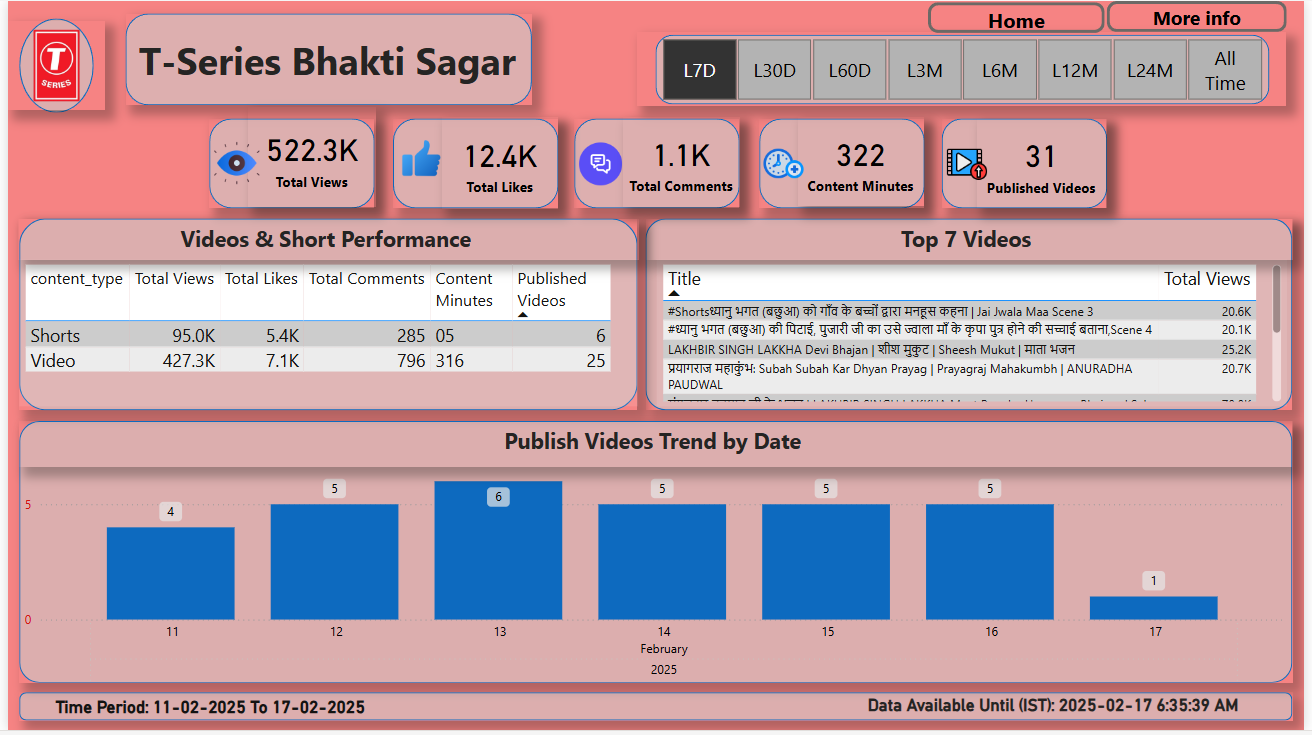 Home
More info
T
SERIES
T-Series Bhakti Sagar
L7D L30D L60D L3M L6M L12M L24M All
Time
522.3K
Total Views
12.4K
Total Likes
1.1K
Total Comments
322
Content Minutes
31
Published Videos
Videos & Short Performance
content_type Total Views Total Likes Total Comments Content Published
Minutes Videos
Shorts 95.0K 5.4K 285 05 6
Video 427.3K 7.1K 796 316 25
Top 7 Videos
Title Total Views
#Shortsध्यानु भगत (बछुआ) को गाँव के बच्चों द्वारा मनहूस कहना | Jai Jwala Maa Scene 3 20.6K
#ध्यानु भगत (बछुआ) की पिटाई, पुजारी जी का उसे ज्वाला माँ के कृपा पुत्र होने की सच्चाई बताना,Scene 4 20.1K
LAKHBIR SINGH LAKKHA Devi Bhajan | शीश मुकुट | Sheesh Mukut | माता भजन 25.2K
प्रयागराज महाकुंभ: Subah Subah Kar Dhyan Prayag | Prayagraj Mahakumbh | ANURADHA 20.7K
PAUDWAL
Publish Videos Trend by Date
5
0
4
5
6
5
5
5
1
11 12 13 14 15 16 17
February
2025
Time Period: 11-02-2025 To 17-02-2025
Data Available Until (IST): 2025-02-17 6:35:39 AM